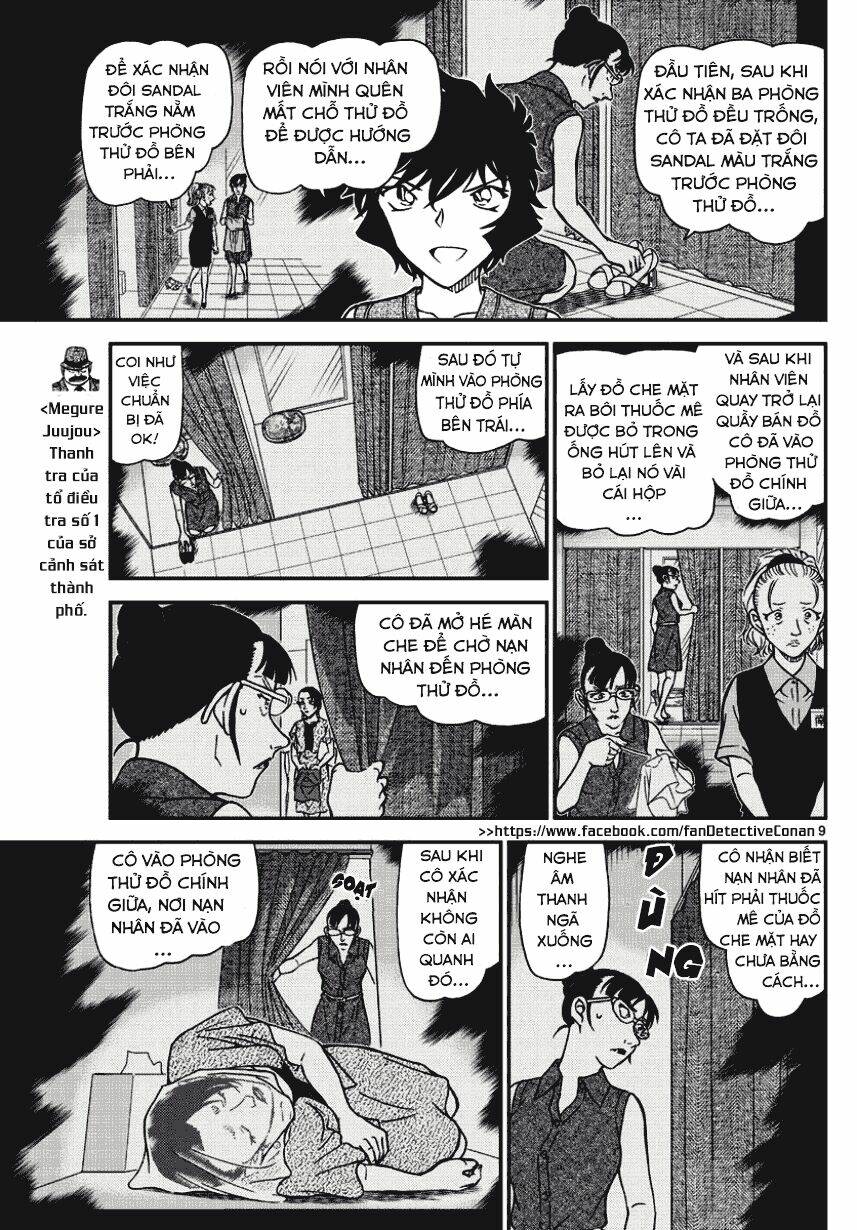 ĐẦU TIÊN, SAU KHI
XÁC NHẬN BA PHÒNG
THỬ ĐỒ ĐỀU TRỐNG,
CÔ TA ĐÃ ĐẶT ĐÔI
SANDAL MÀU TRẮNG
TRƯỚC PHÒNG
THỬ ĐỒ...
RỒI NÓI VỚI NHÂN
VIÊN MÌNH QUÊN
MẤT CHỖ THỬ ĐỒ
ĐỂ ĐƯỢC HƯỚNG
DẪN...
ĐỂ XÁC NHẬN
ĐÔI SANDAL
TRẮNG NẰM
TRƯỚC PHÒNG
THỬ ĐỒ BÊN
PHẢI...
VÀ SAU KHI
NHÂN VIÊN
QUAY TRỞ LẠI
QUẦY BÁN ĐỒ
CÔ ĐÃ VÀO
PHÒNG THỬ
ĐỒ CHÍNH
GIỮA...
LẤY ĐỒ CHE MẶT
RA BÔI THUỐC MÊ
ĐƯỢC BỎ TRONG
ỐNG HÚT LÊN VÀ
BỎ LẠI NÓ VÀI
CÁI HỘP
...
SAU ĐÓ TỰ
MÌNH VÀO PHÒNG
THỬ ĐỒ PHÍA
BÊN TRÁI...
COI NHƯ
VIỆC
CHUẨN
BỊ ĐÃ
OK!
<Megure
Juujou>
Thanh
tra của
tổ điều
tra số 1
của sở
cảnh sát
thành
phố.
CÔ ĐÃ MỞ HÉ MÀN
CHE ĐỂ CHỜ NẠN
NHÂN ĐẾN PHÒNG
THỬ ĐỒ...
>>https://www.facebook.com/fanDetectiveConan 9
CÔ NHẬN BIẾT
NẠN NHÂN ĐÃ
HÍT PHẢI THUỐC
MÊ CỦA ĐỒ
CHE MẶT HAY
CHƯA BẰNG
CÁCH...
ĐÙNG
NGHE
ÂM
THANH
NGÃ
XUỐNG
...
SAU KHI
CÔ XÁC
NHẬN
KHÔNG
CÒN AI
QUANH
ĐÓ...
SOẠT
CÔ VÀO PHÒNG
THỬ ĐỒ CHÍNH
GIỮA, NƠI NẠN
NHÂN ĐÃ VÀO
...